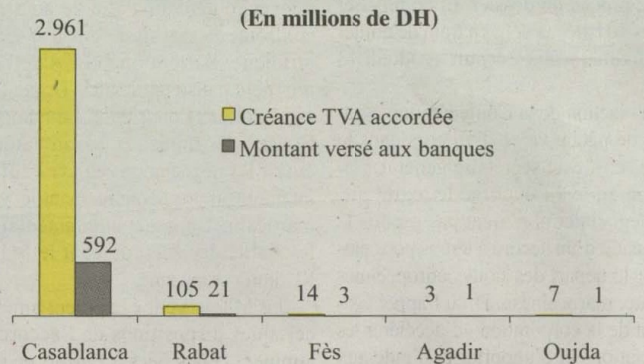 (En millions de DH)
2.961
Créance TVA accordée
Montant versé aux banques
592
105 21 14 3 3 1 7 1
Casablanca Rabat Fès Agadir Oujda